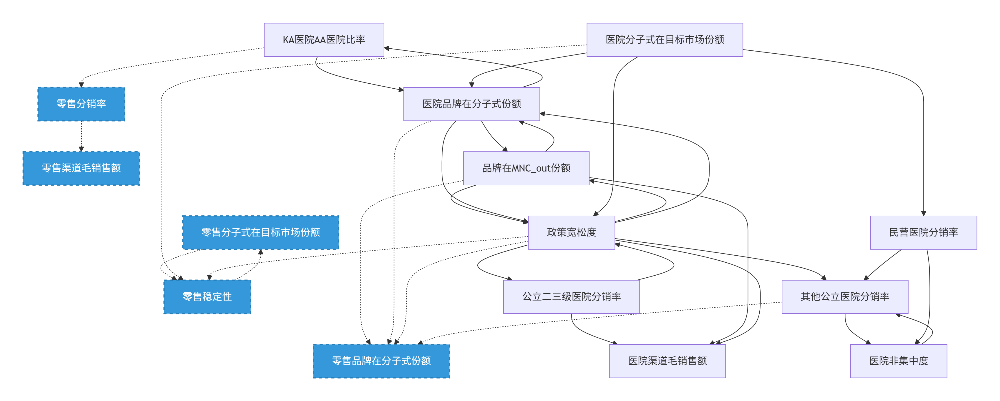 KA医院AA医院比率
医院分子式在目标市场份额
零售分销率
医院品牌在分子式份额
零售渠道毛销售额
品牌在MNC_out份额
零售分子式在目标市场份额
政策宽松度
民营医院分销率
零售稳定性
公立二三级医院分销率
其他公立医院分销率
零售品牌在分子式份额
医院渠道毛销售额
医院非集中度